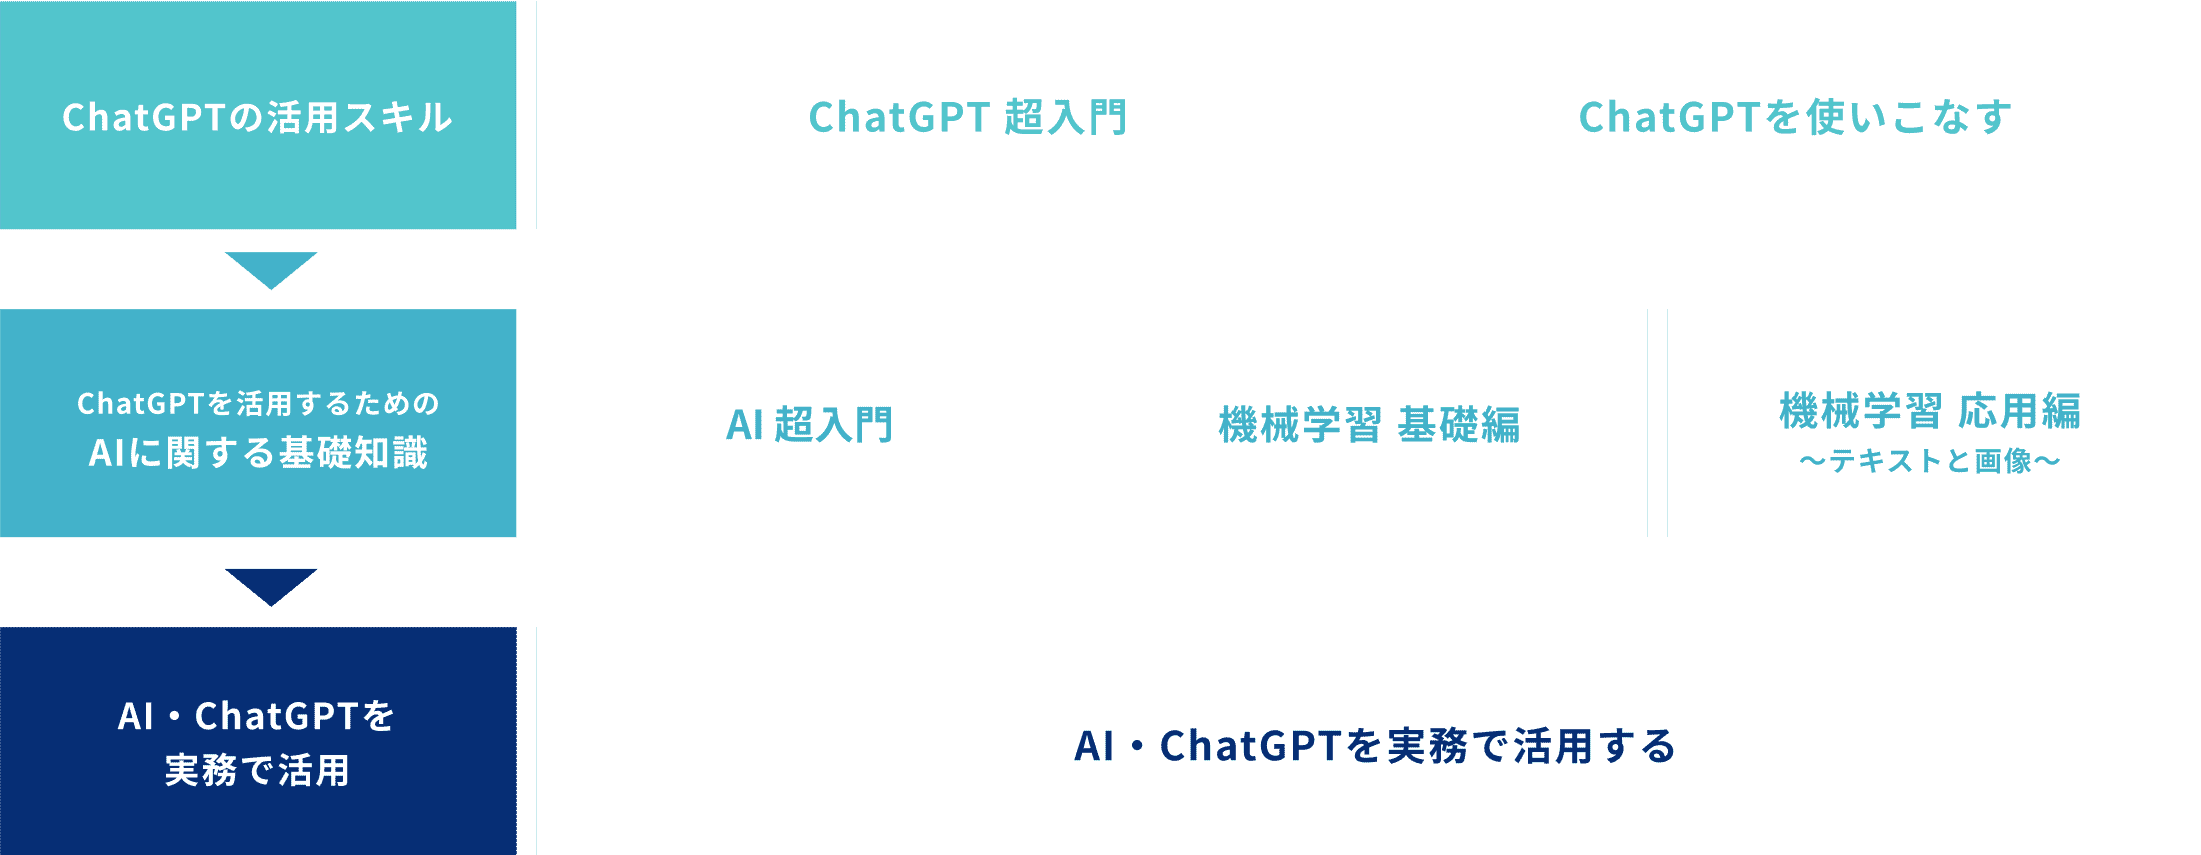 ChatGPTの活用スキル
ChatGPT 超入門
ChatGPTを使いこなす
ChatGPTを活用するための
AIに関する基礎知識
AI 超入門
機械学習 基礎編
機械学習 応用編
〜テキストと画像〜
AI・ChatGPTを
実務で活用
AI・ChatGPTを実務で活用する